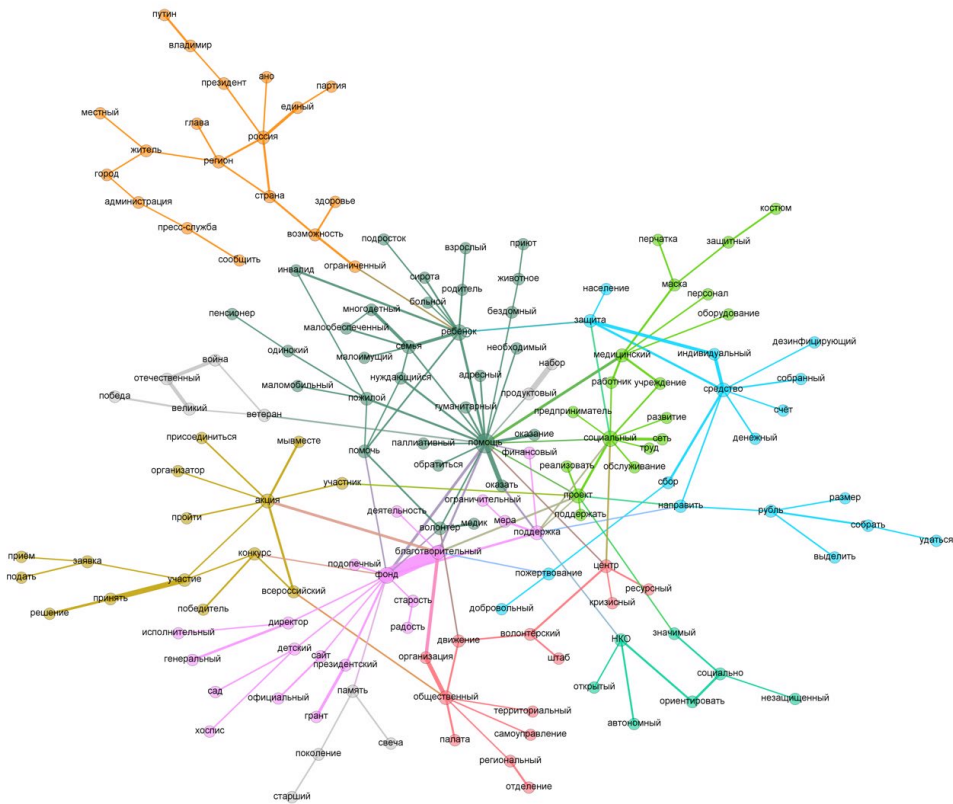 путин
владимир
президент
ано
партия
единый
местный
глава
россия
житель
регион
город
страна
администрация
здоровье
костюм
пресс-служба
возможность
подросток
взрослый
приют
перчатка
защитный
сообщить
ограниченный
инвалид
сирота
родитель
животное
маска
население
персонал
больной
многодетный
бездомный
оборудование
пенсионер
малообеспеченный
ребенок
защита
семья
необходимый
медицинский
индивидуальный
дезинфицирующий
война
одинокий
малоимущий
набор
отечественный
нуждающийся
адресный
работник
учреждение
собранный
маломобильный
продуктовый
средство
победа
великий
пожилой
гуманитарный
предприниматель
развитие
счет
ветеран
присоединиться
мывместе
паллиативный
помощь
оказание
социальный
сеть
денежный
труд
помочь
финансовый
организатор
обратиться
реализовать
обслуживание
участник
оказать
сбор
акция
ограничительный
проект
размер
деятельность
поддержать
направить
рубль
пройти
мера
собрать
волонтер
медик
поддержка
удаться
прием
заявка
конкурс
благотворительный
выделить
подать
участие
подопечный
фонд
пожертвование
центр
всероссийский
ресурсный
решение
принять
старость
кризисный
победитель
добровольный
радость
исполнительный
директор
движение
волонтёрский
НКО
значимый
генеральный
детский
сайт
организация
штаб
президентский
социально
сад
официальный
память
общественный
открытый
ориентировать
незащищенный
хоспис
грант
территориальный
автономный
свеча
палата
самоуправление
поколение
региональный
старший
отделение